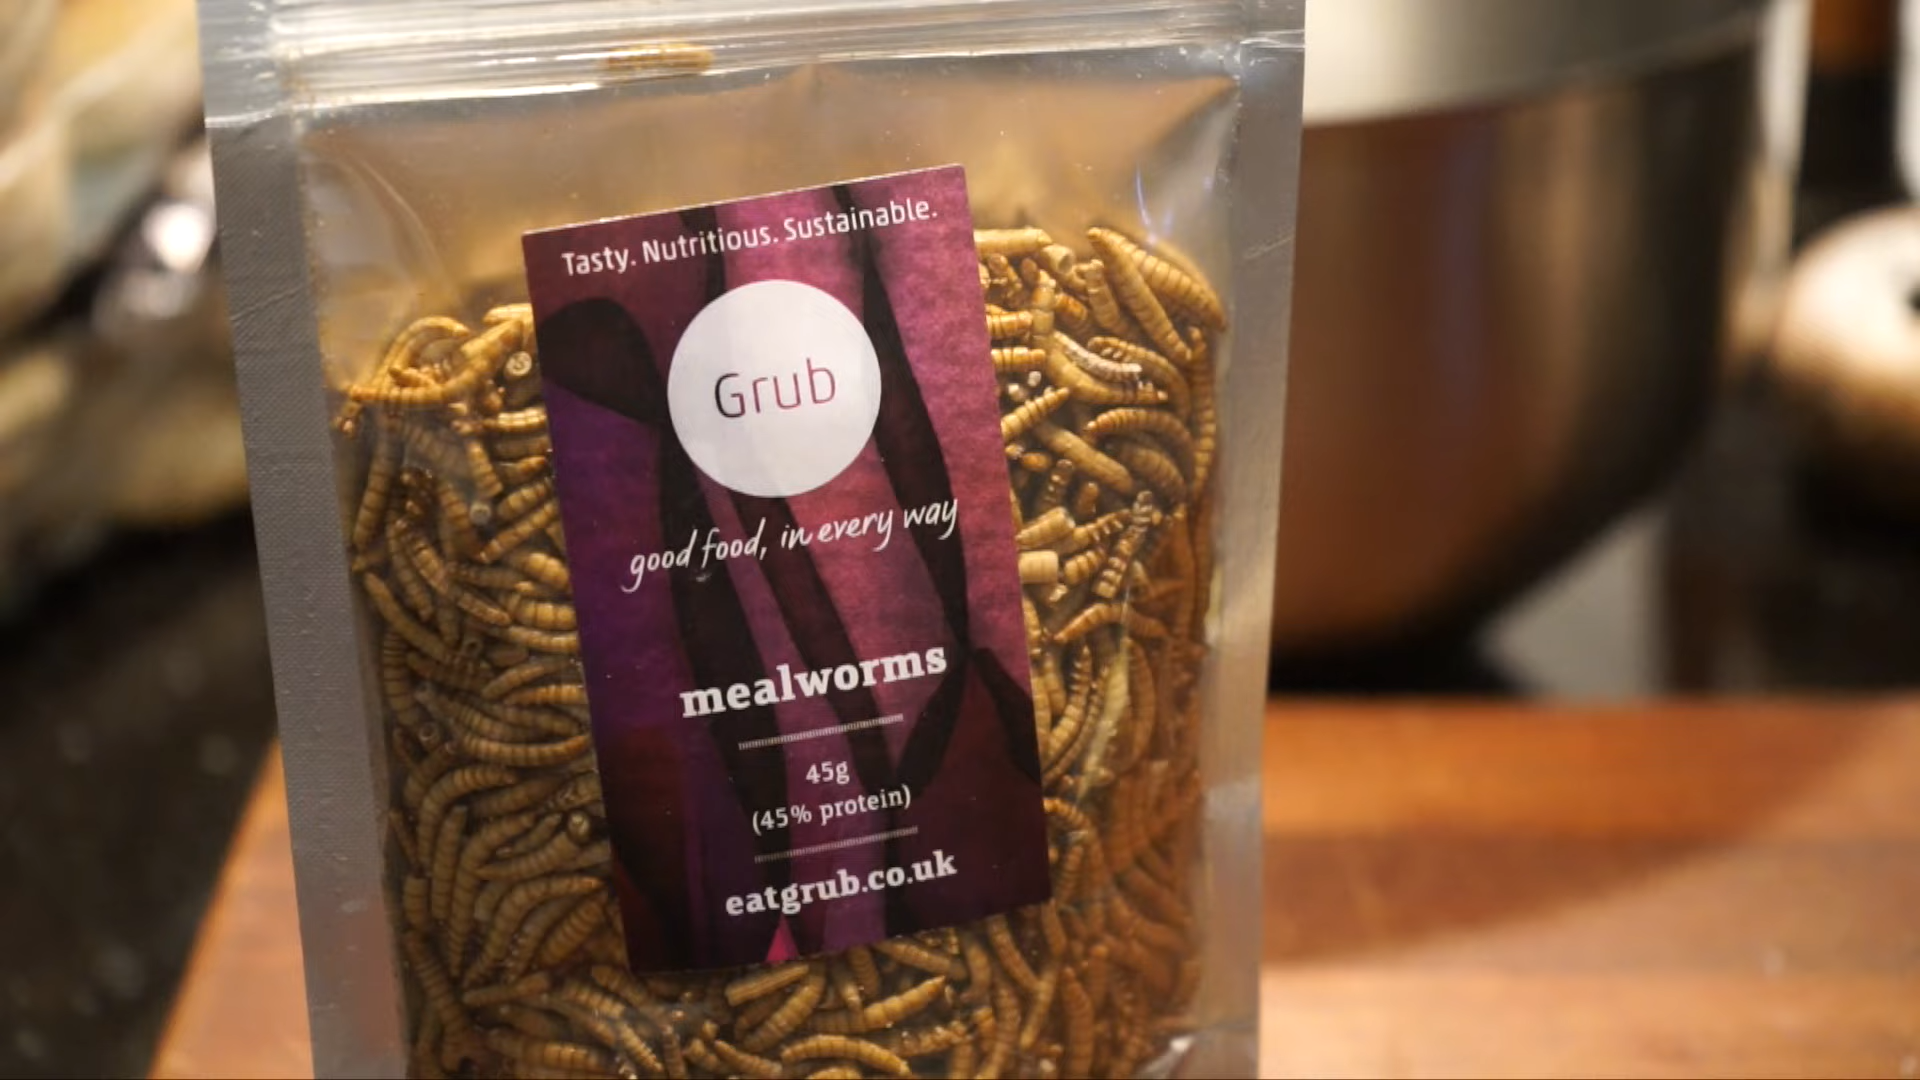 Tasty. Nutritious. Sustainable.
Grub
good food, in every way
mealworms
45g
(45% protein)
eatgrub.co.uk